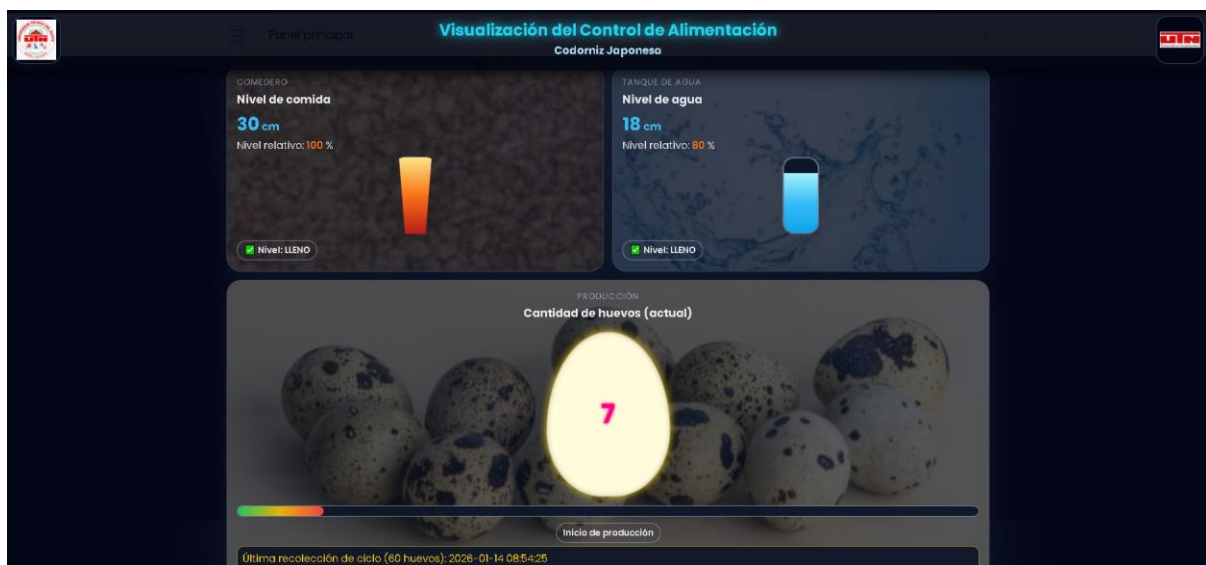 Panel principal
Visualización del Control de Alimentación
Codorniz Japonesa
UTN
COMEDERO
Nivel de comida
30 cm
Nivel relativo: 100 %
✅ Nivel: LLENO
TANQUE DE AGUA
Nivel de agua
18 cm
Nivel relativo: 80 %
✅ Nivel: LLENO
PRODUCCIÓN
Cantidad de huevos (actual)
7
Inicio de producción
Última recolección de ciclo (60 huevos): 2026-01-14 08:54:25